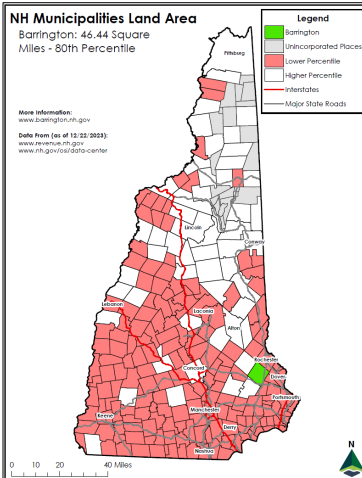 NH Municipalities Land Area
Barrington: 46.44 Square
Miles - 80th Percentile
Legend
Barrington
Unincorporated Places
Lower Percentile
Higher Percentile
Interstates
Major State Roads
More Information:
www.barrington.nh.gov
Data From (as of 12/22/2023):
www.revenue.nh.gov
www.nh.gov/osi/data-center
Pittsburg
Lincoln
Conway
Lebanon
Laconia
Alton
Rochester
Concord
Dover
Portsmouth
Manchester
Keene
Derry
Nashua
0 10 20 40 Miles
N